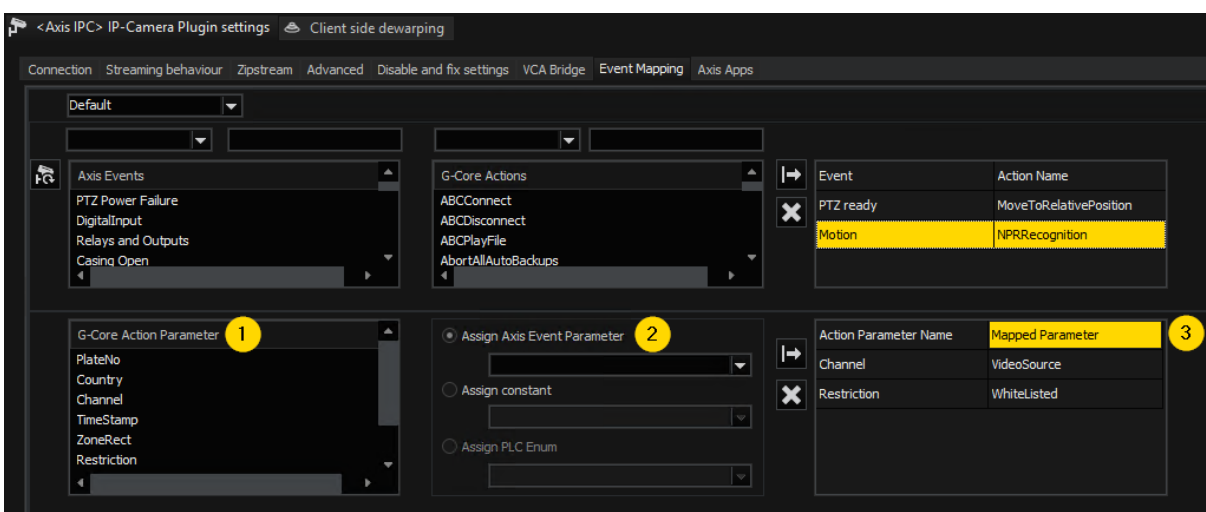 <Axis IPC> IP-Camera Plugin settings Client side dewarping
Connection Streaming behaviour Zipstream Advanced Disable and fix settings VCA Bridge Event Mapping Axis Apps
Default
Axis Events
PTZ Power Failure
DigitalInput
Relays and Outputs
Casing Open
G-Core Actions
ABCConnect
ABCDisconnect
ABCPlayFile
AbortAllAutoBackups
Event Action Name
PTZ ready MoveToRelativePosition
Motion NPRRecognition
G-Core Action Parameter 1
PlateNo
Country
Channel
TimeStamp
ZoneRect
Restriction
Assign Axis Event Parameter 2
Assign constant
Assign PLC Enum
Action Parameter Name Mapped Parameter 3
Channel VideoSource
Restriction WhiteListed